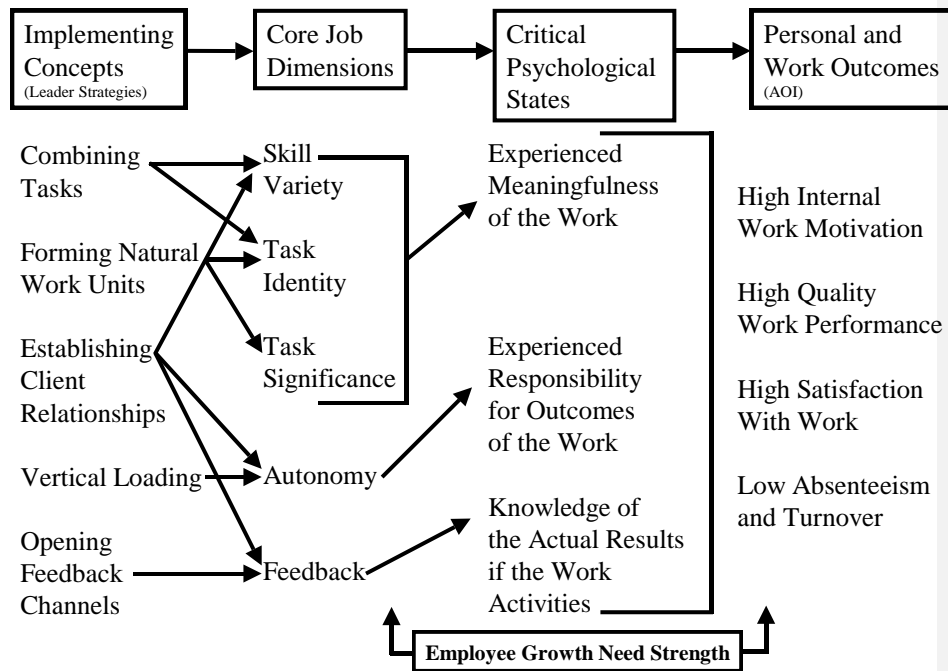 Implementing
Concepts
(Leader Strategies)
Core Job
Dimensions
Critical
Psychological
States
Personal and
Work Outcomes
(AOI)
Combining
Tasks
Forming Natural
Work Units
Establishing
Client
Relationships
Vertical Loading
Opening
Feedback
Channels
Skill
Variety
Task
Identity
Task
Significance
Autonomy
Feedback
Experienced
Meaningfulness
of the Work
Experienced
Responsibility
for Outcomes
of the Work
Knowledge of
the Actual Results
if the Work
Activities
High Internal
Work Motivation
High Quality
Work Performance
High Satisfaction
With Work
Low Absenteeism
and Turnover
Employee Growth Need Strength